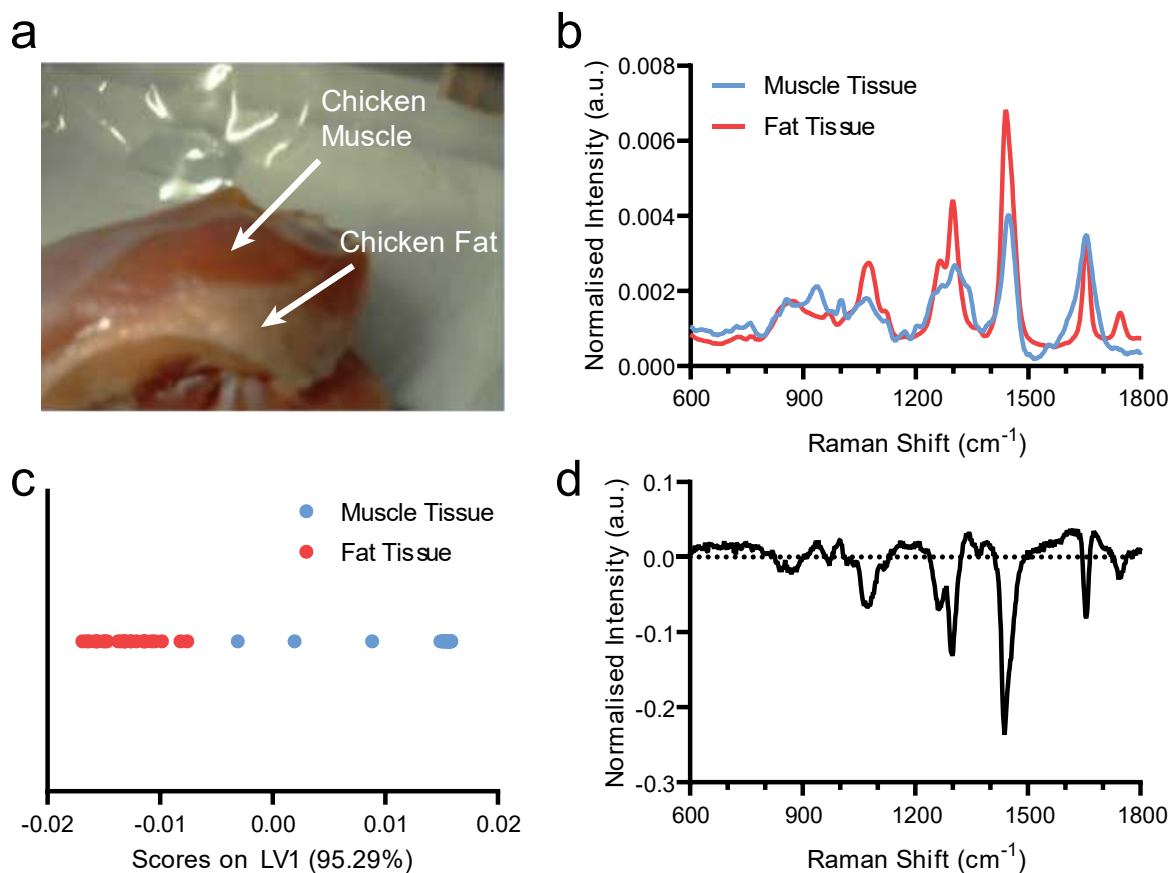 a
Chicken
Muscle
Chicken Fat
b
Normalised Intensity (a.u.)
0.008
0.006
0.004
0.002
0.000
Muscle Tissue
Fat Tissue
600
900
1200
1500
1800
Raman Shift (cm⁻¹)
c
Muscle Tissue
Fat Tissue
-0.02
-0.01
0.00
0.01
0.02
Scores on LV1 (95.29%)
d
Normalised Intensity (a.u.)
0.1
0.0
-0.1
-0.2
-0.3
600
900
1200
1500
1800
Raman Shift (cm⁻¹)